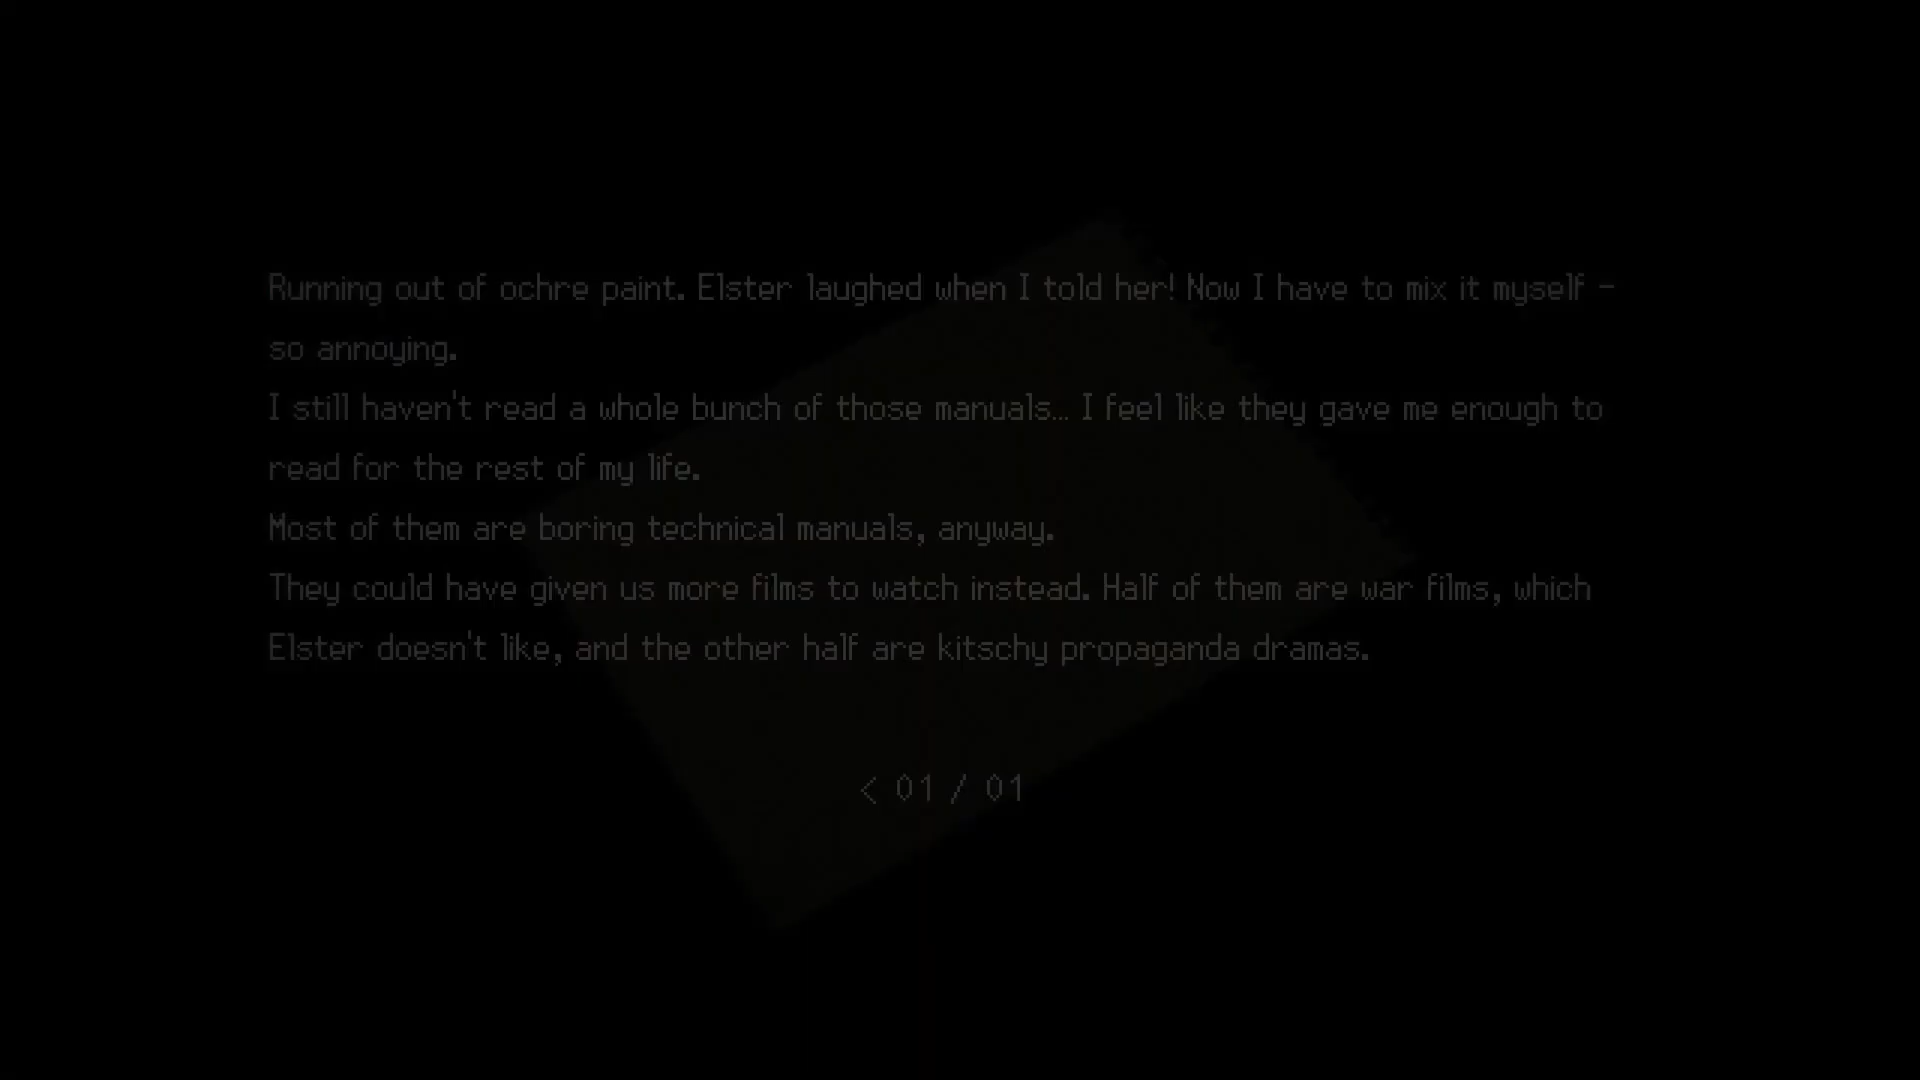 Running out of ochre paint. Elster laughed when I told her! Now I have to mix it myself -
so annoying.
I still haven't read a whole bunch of those manuals... I feel like they gave me enough to
read for the rest of my life.
Most of them are boring technical manuals, anyway.
They could have given us more films to watch instead. Half of them are war films, which
Elster doesn't like, and the other half are kitschy propaganda dramas.
< 01 / 01